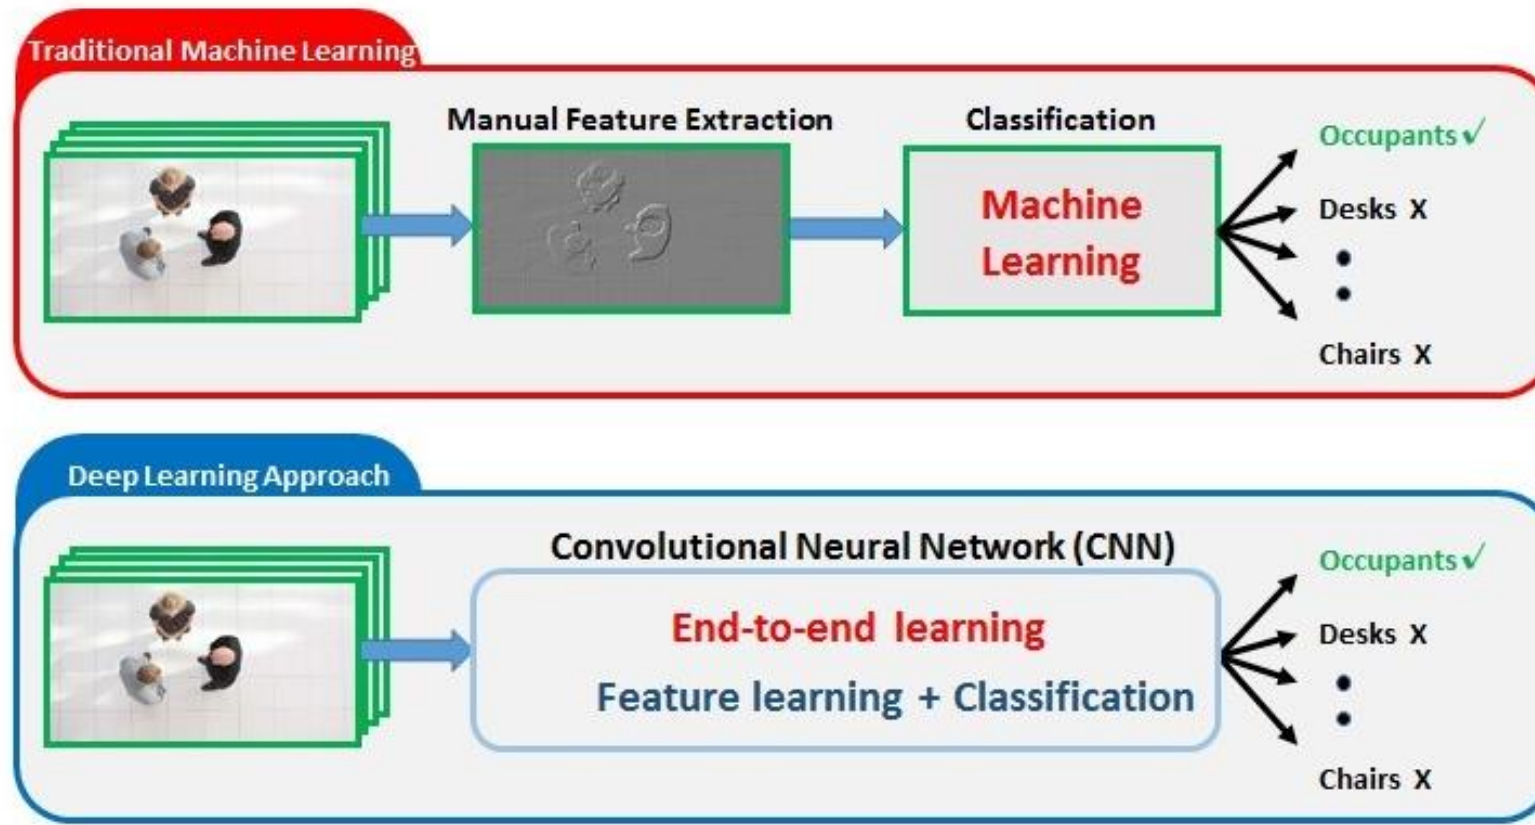 Traditional Machine Learning
Manual Feature Extraction
Classification
Machine
Learning
Occupants ✓
Desks X
Chairs X
Deep Learning Approach
Convolutional Neural Network (CNN)
End-to-end learning
Feature learning + Classification
Occupants ✓
Desks X
Chairs X